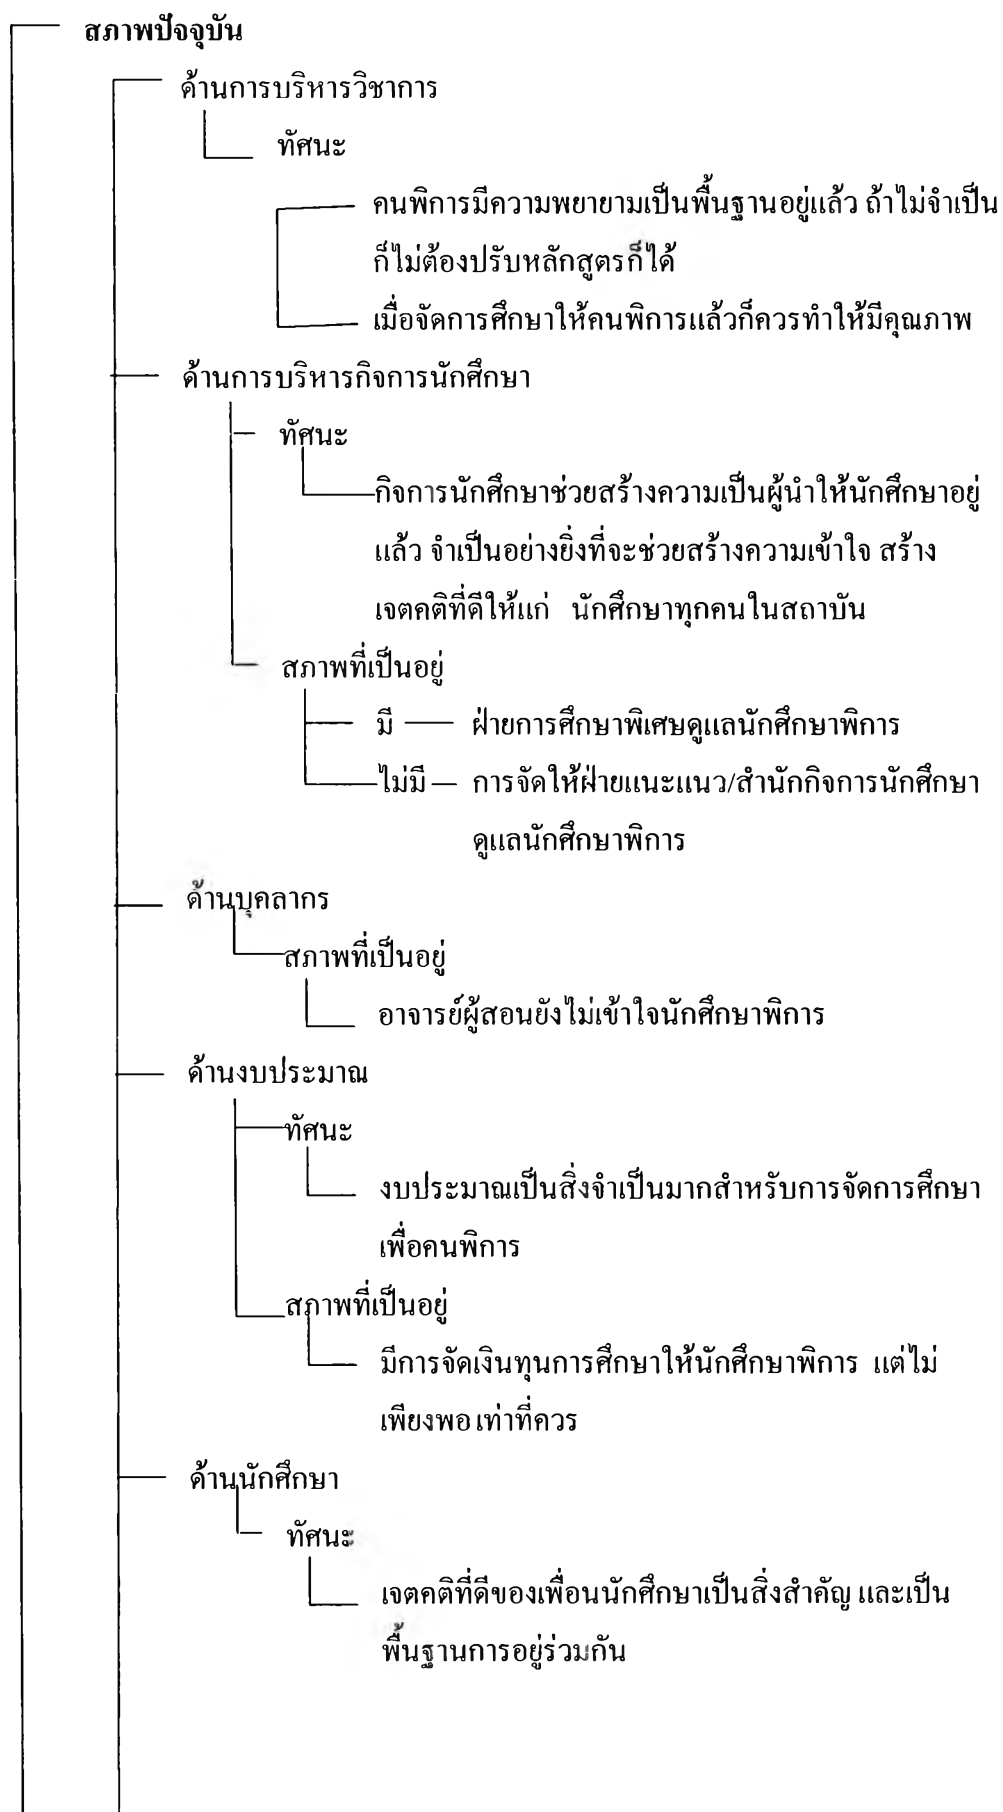 สภาพปัจจุบัน
ด้านการบริหารวิชาการ
ทัศนะ
คนพิการมีความพยายามเป็นพื้นฐานอยู่แล้ว ถ้าไม่จำเป็น
ก็ไม่ต้องปรับหลักสูตรก็ได้
เมื่อจัดการศึกษาให้คนพิการแล้วก็ควรทำให้มีคุณภาพ
ด้านการบริหารกิจการนักศึกษา
ทัศนะ
กิจการนักศึกษาช่วยสร้างความเป็นผู้นำให้นักศึกษาอยู่
แล้ว จำเป็นอย่างยิ่งที่จะช่วยสร้างความเข้าใจ สร้าง
เจตคติที่ดีให้แก่ นักศึกษาทุกคนในสถาบัน
สภาพที่เป็นอยู่
มี ฝ่ายการศึกษาพิเศษดูแลนักศึกษาพิการ
ไม่มี การจัดให้ฝ่ายแนะแนว/สำนักกิจการนักศึกษา
ดูแลนักศึกษาพิการ
ด้านบุคลากร
สภาพที่เป็นอยู่
อาจารย์ผู้สอนยังไม่เข้าใจนักศึกษาพิการ
ด้านงบประมาณ
ทัศนะ
งบประมาณเป็นสิ่งจำเป็นมากสำหรับการจัดการศึกษา
เพื่อคนพิการ
สภาพที่เป็นอยู่
มีการจัดเงินทุนการศึกษาให้นักศึกษาพิการ แต่ไม่
เพียงพอเท่าที่ควร
ด้านนักศึกษา
ทัศนะ
เจตคติที่ดีของเพื่อนนักศึกษาเป็นสิ่งสำคัญ และเป็น
พื้นฐานการอยู่ร่วมกัน